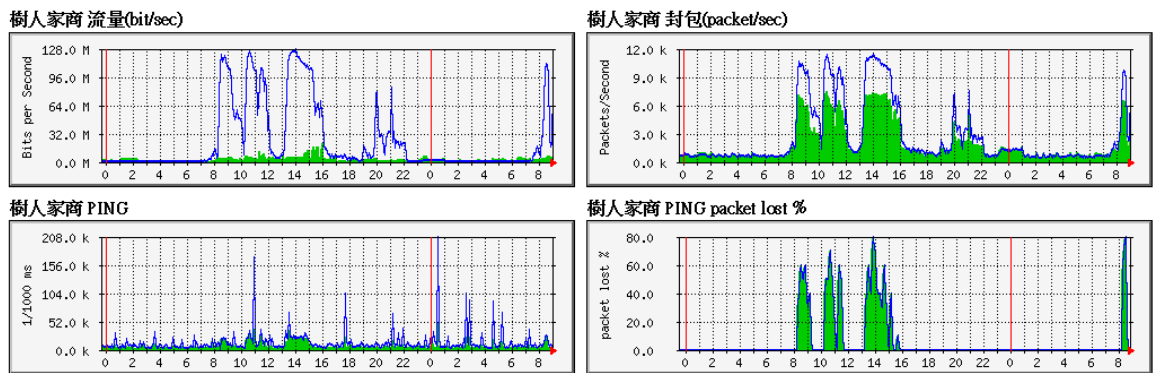 樹人家商 流量(bit/sec)
128.0 M
96.0 M
64.0 M
32.0 M
0.0 M
Bits per Second
0 2 4 6 8 10 12 14 16 18 20 22 0 2 4 6 8
樹人家商 封包(packet/sec)
12.0 k
9.0 k
6.0 k
3.0 k
0.0 k
Packets/Second
0 2 4 6 8 10 12 14 16 18 20 22 0 2 4 6 8
樹人家商 PING
208.0 k
156.0 k
104.0 k
52.0 k
0.0 k
1/1000 ms
0 2 4 6 8 10 12 14 16 18 20 22 0 2 4 6 8
樹人家商 PING packet lost %
80.0
60.0
40.0
20.0
0.0
packet lost %
0 2 4 6 8 10 12 14 16 18 20 22 0 2 4 6 8